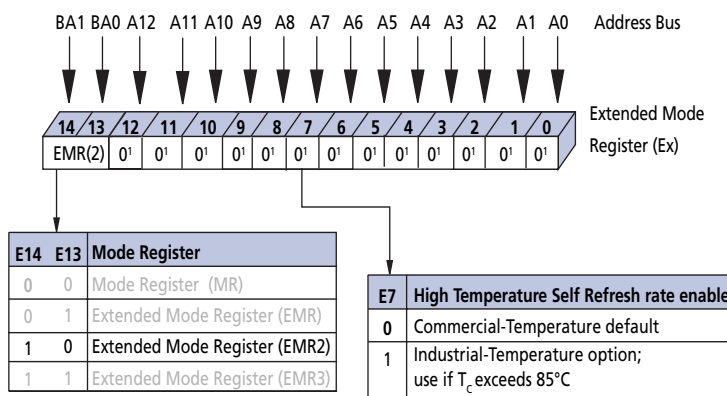 BA1 BA0 A12 A11 A10 A9 A8 A7 A6 A5 A4 A3 A2 A1 A0 Address Bus
14 13 12 11 10 9 8 7 6 5 4 3 2 1 0
Extended Mode
Register (Ex)
EMR(2) 0¹ 0¹ 0¹ 0¹ 0¹ 0¹ 0¹ 0¹ 0¹ 0¹ 0¹ 0¹ 0¹
E14 E13 Mode Register
0 0 Mode Register (MR)
0 1 Extended Mode Register (EMR)
1 0 Extended Mode Register (EMR2)
1 1 Extended Mode Register (EMR3)
E7 High Temperature Self Refresh rate enable
0 Commercial-Temperature default
1 Industrial-Temperature option;
use if TC exceeds 85°C